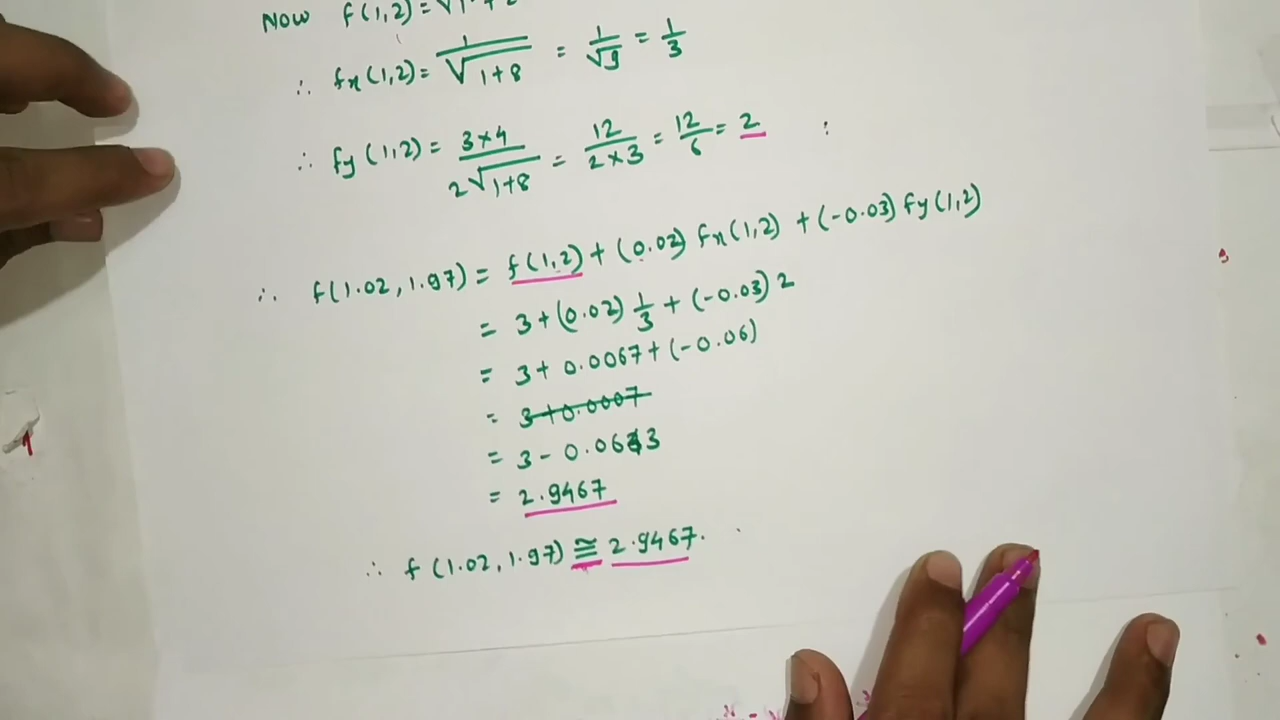 Now f(1,2) = √
∴ fx(1,2) = 1/√1+8 = 1/√9 = 1/3
∴ fy(1,2) = 3×4/2√1+8 = 12/2×3 = 12/6 = 2
∴ f(1.02, 1.97) = f(1,2) + (0.02) fx(1,2) + (-0.03) fy(1,2)
= 3 + (0.02) 1/3 + (-0.03) 2
= 3 + 0.0067 + (-0.06)
= 3+0.0007
= 3 -
= 2.9467
∴ f(1.02, 1.97) ≅ 2.9467.